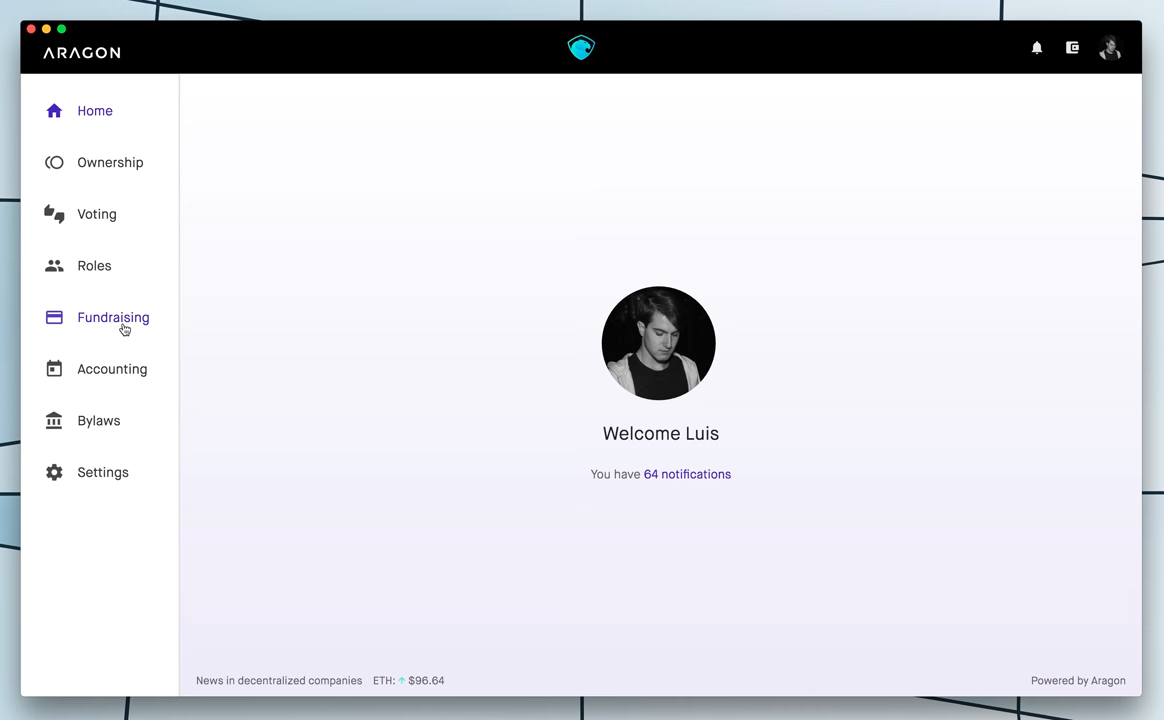 ARAGON
Home
Ownership
Voting
Roles
Fundraising
Accounting
Bylaws
Settings
Welcome Luis
You have 64 notifications
News in decentralized companies ETH: ↑ $96.64
Powered by Aragon